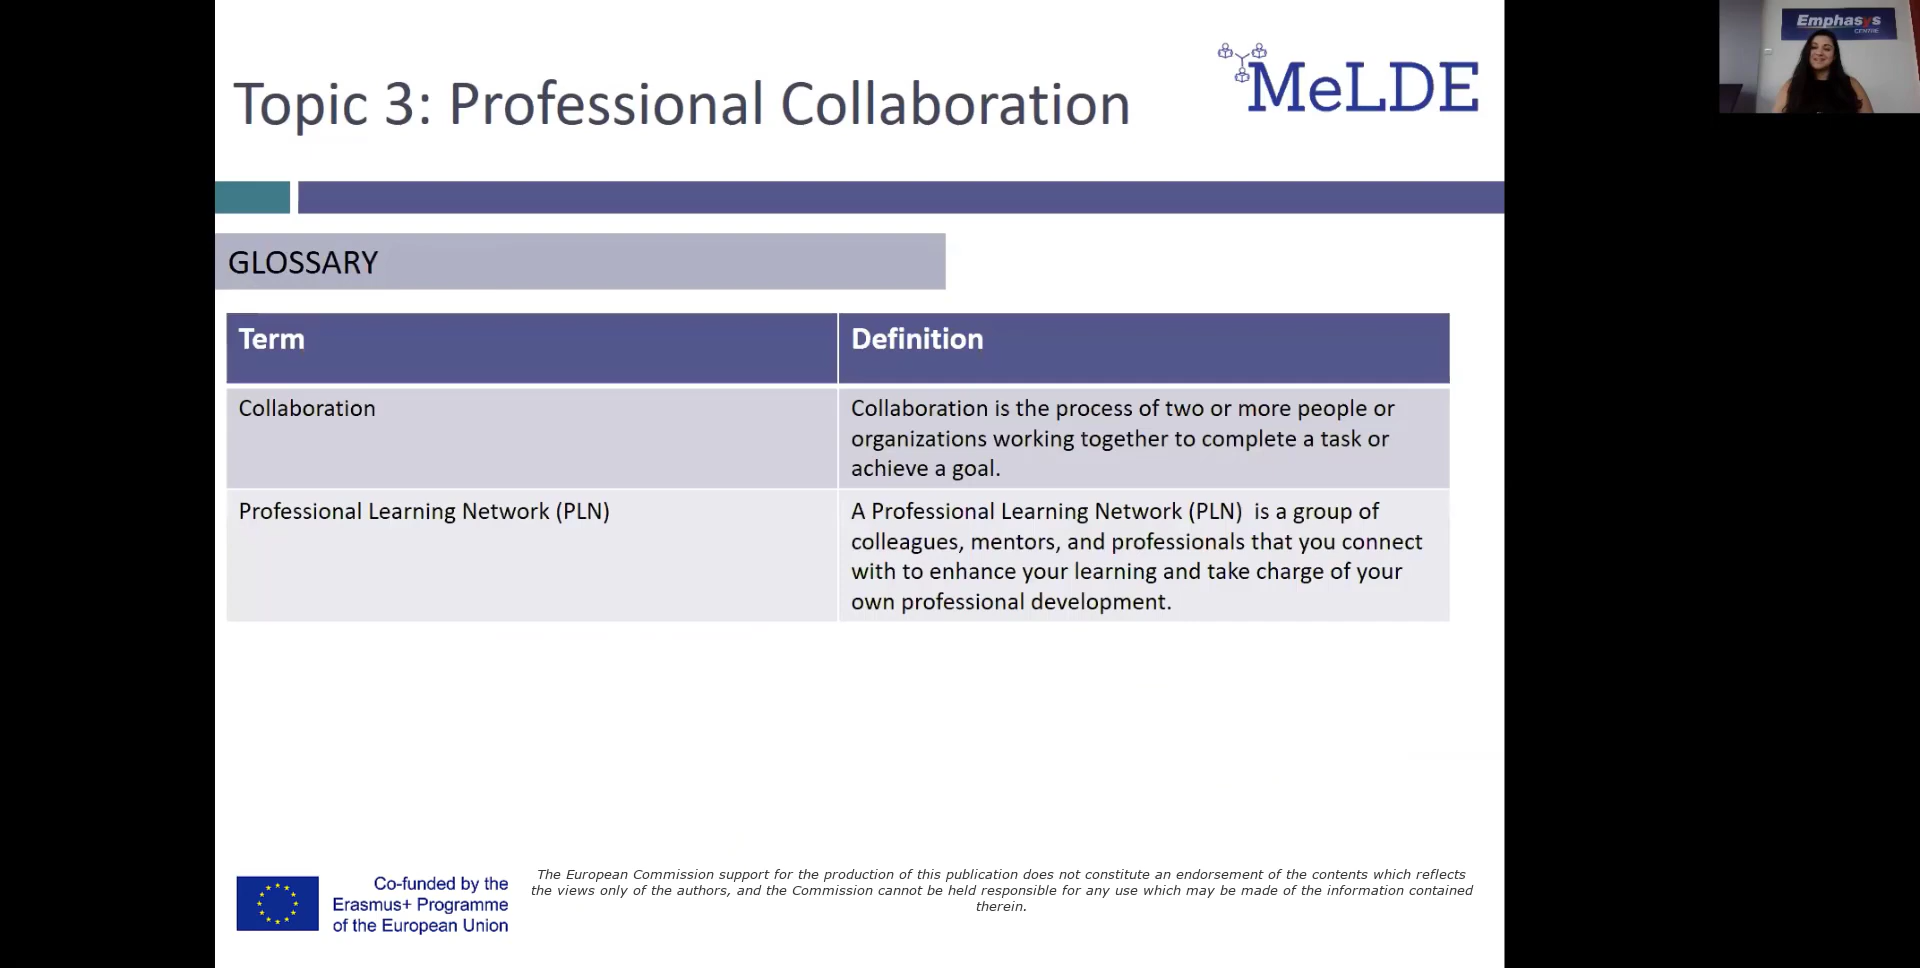 Topic 3: Professional Collaboration
MeLDE
Emphasys
CENTRE
GLOSSARY
Term
Definition
Collaboration
Collaboration is the process of two or more people or
organizations working together to complete a task or
achieve a goal.
Professional Learning Network (PLN)
A Professional Learning Network (PLN)  is a group of
colleagues, mentors, and professionals that you connect
with to enhance your learning and take charge of your
own professional development.
Co-funded by the
Erasmus+ Programme
of the European Union
The European Commission support for the production of this publication does not constitute an endorsement of the contents which reflects
the views only of the authors, and the Commission cannot be held responsible for any use which may be made of the information contained
therein.